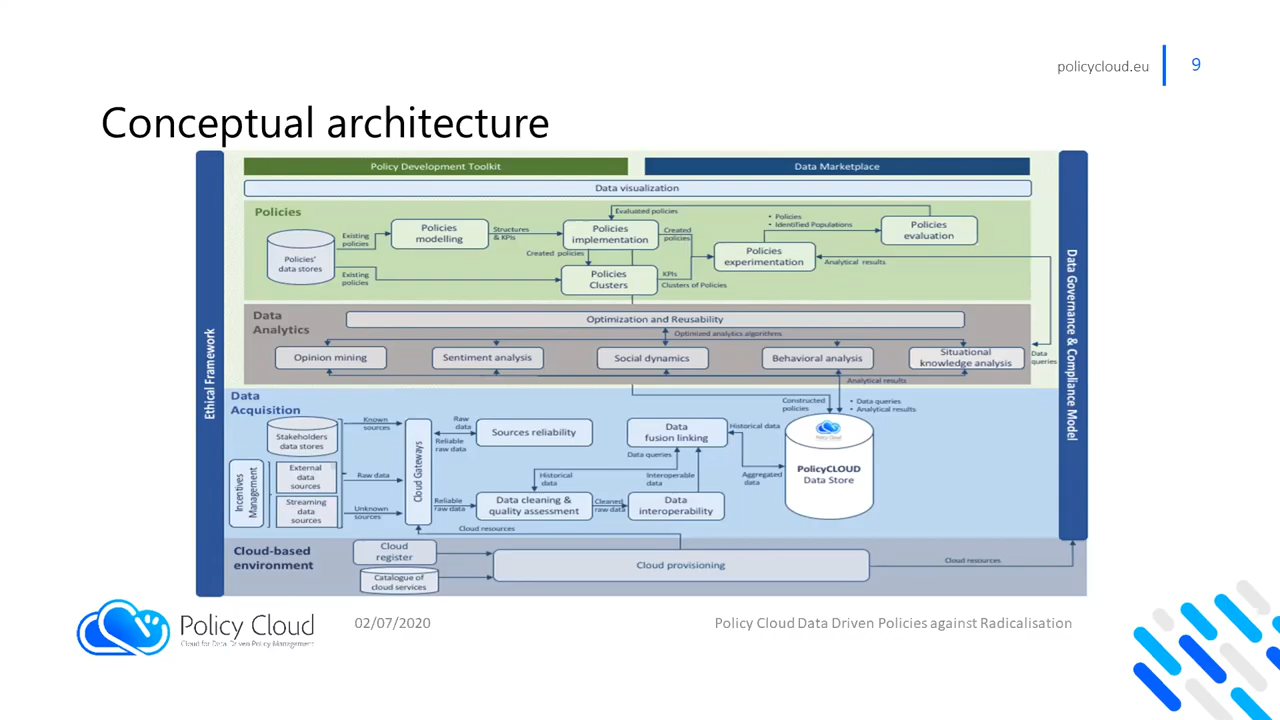 policycloud.eu
9
Conceptual architecture
Policy Development Toolkit
Data Marketplace
Data visualization
Policies
Policies'
data stores
Existing
policies
Existing
policies
Policies
modelling
Structures
& KPIs
Evaluated policies
Policies
implementation
Created policies
Created
policies
Policies
Clusters
KPIs
Clusters of Policies
• Policies
• Identified Populations
Policies
experimentation
Policies
evaluation
Analytical results
Data
Analytics
Optimization and Reusability
Optimized analytics algorithms
Opinion mining
Sentiment analysis
Social dynamics
Behavioral analysis
Situational
knowledge analysis
Data
queries
Analytical results
Data
Acquisition
Stakeholders
data stores
External
data
sources
Streaming
data
sources
Incentives
Management
Known
sources
Raw data
Unknown
sources
Cloud Gateways
Raw
data
Reliable
raw data
Reliable
raw data
Sources reliability
Data cleaning &
quality assessment
Historical
data
Cleaned
raw data
Data queries
Data
fusion linking
Interoperable
data
Data
interoperability
Historical data
Aggregated
data
Constructed
policies
• Data queries
• Analytical results
Policy Cloud
PolicyCLOUD
Data Store
Cloud resources
Cloud-based
environment
Cloud
register
Catalogue of
cloud services
Cloud provisioning
Cloud resources
Ethical Framework
Data Governance & Compliance Model
Policy Cloud
Cloud for Data Driven Policy Management
02/07/2020
Policy Cloud Data Driven Policies against Radicalisation